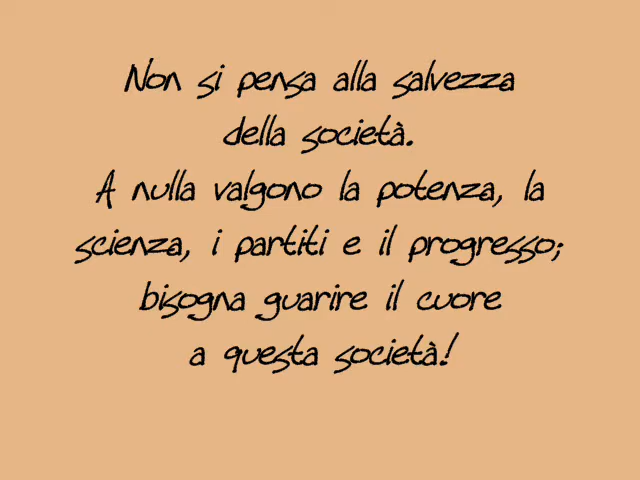 Non si pensa alla salvezza
della società.
A nulla valgono la potenza, la
scienza, i partiti e il progresso;
bisogna guarire il cuore
a questa società!